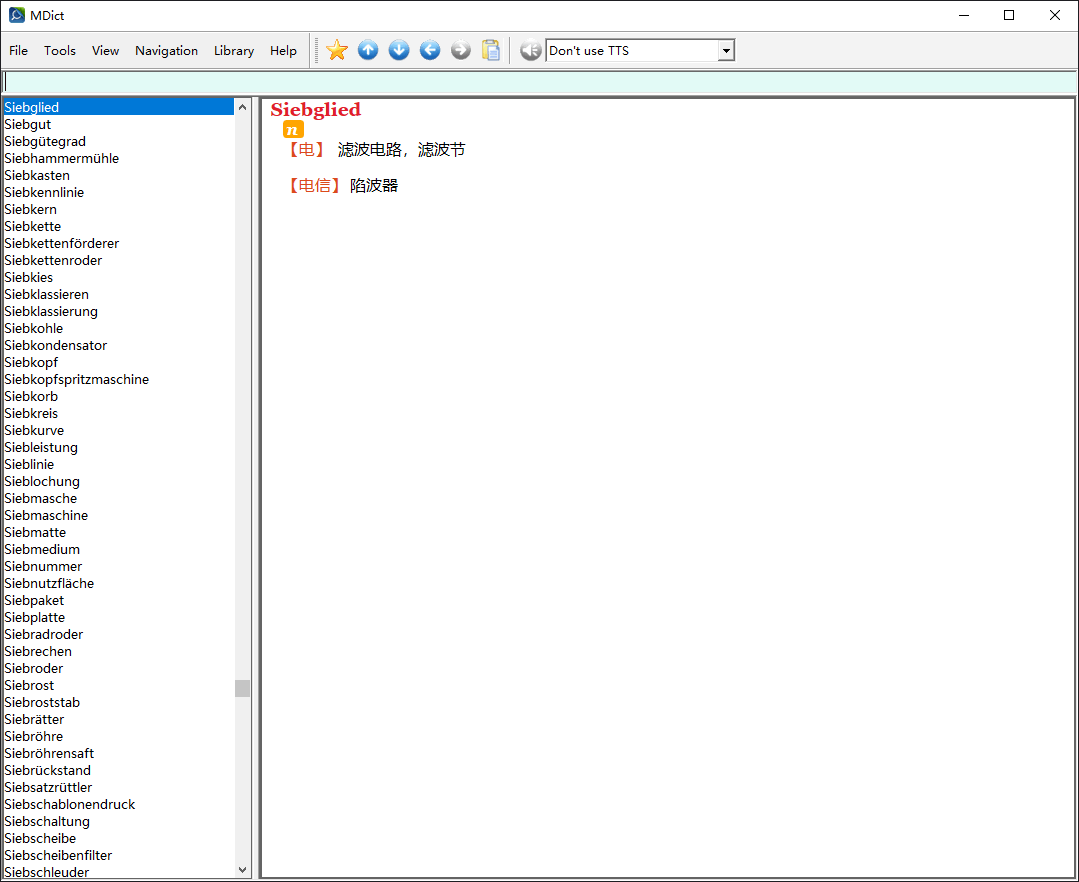 MDict
File Tools View Navigation Library Help Don't use TTS
Siebglied
Siebgut
Siebgütegrad
Siebhammermühle
Siebkasten
Siebkennlinie
Siebkern
Siebkette
Siebkettenförderer
Siebkettenroder
Siebkies
Siebklassieren
Siebklassierung
Siebkohle
Siebkondensator
Siebkopf
Siebkopfspritzmaschine
Siebkorb
Siebkreis
Siebkurve
Siebleistung
Sieblinie
Sieblochung
Siebmasche
Siebmaschine
Siebmatte
Siebmedium
Siebnummer
Siebnutzfläche
Siebpaket
Siebplatte
Siebradroder
Siebrechen
Siebroder
Siebrost
Siebroststab
Siebrätter
Siebröhre
Siebröhrensaft
Siebrückstand
Siebsatzrüttler
Siebschablonendruck
Siebschaltung
Siebscheibe
Siebscheibenfilter
Siebschleuder
Siebglied
n
【电】 滤波电路，滤波节
【电信】陷波器